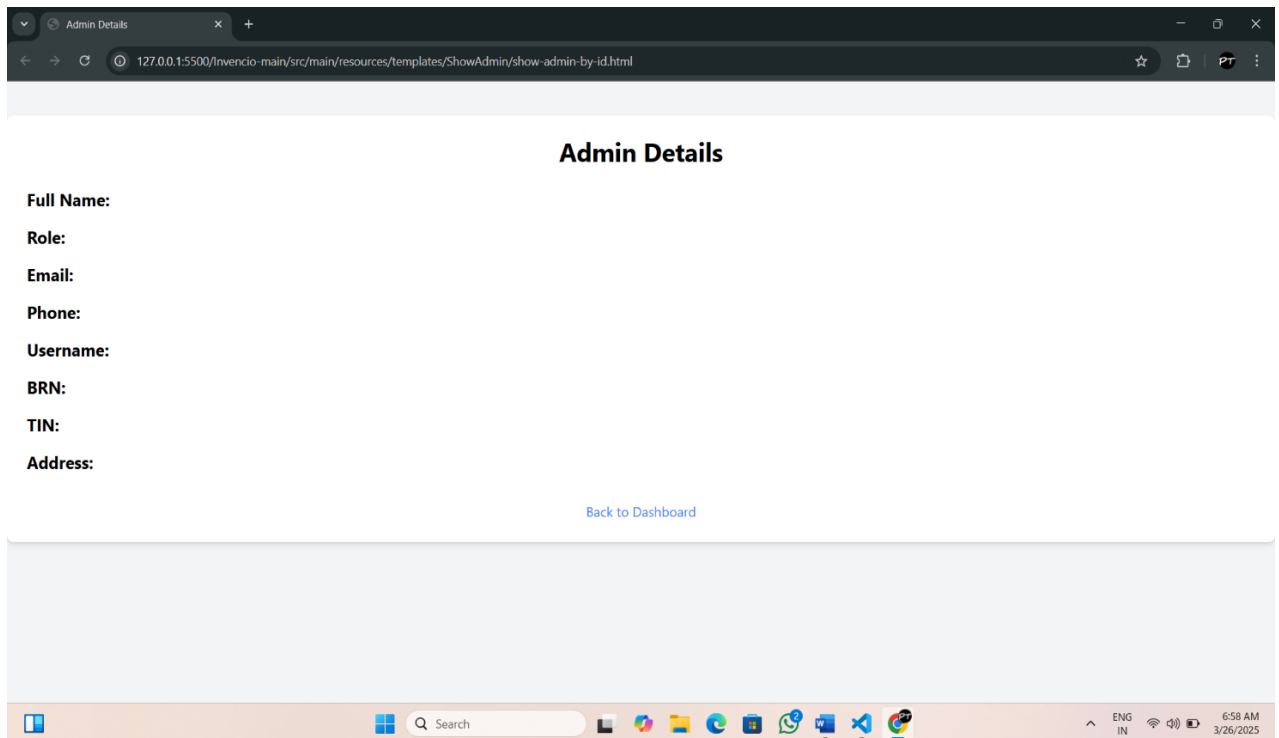 Admin Details
127.0.0.1:5500/Invencio-main/src/main/resources/templates/ShowAdmin/show-admin-by-id.html
PT
Admin Details
Full Name:
Role:
Email:
Phone:
Username:
BRN:
TIN:
Address:
Back to Dashboard
Search
2
PT
ENG
IN
6:58 AM
3/26/2025